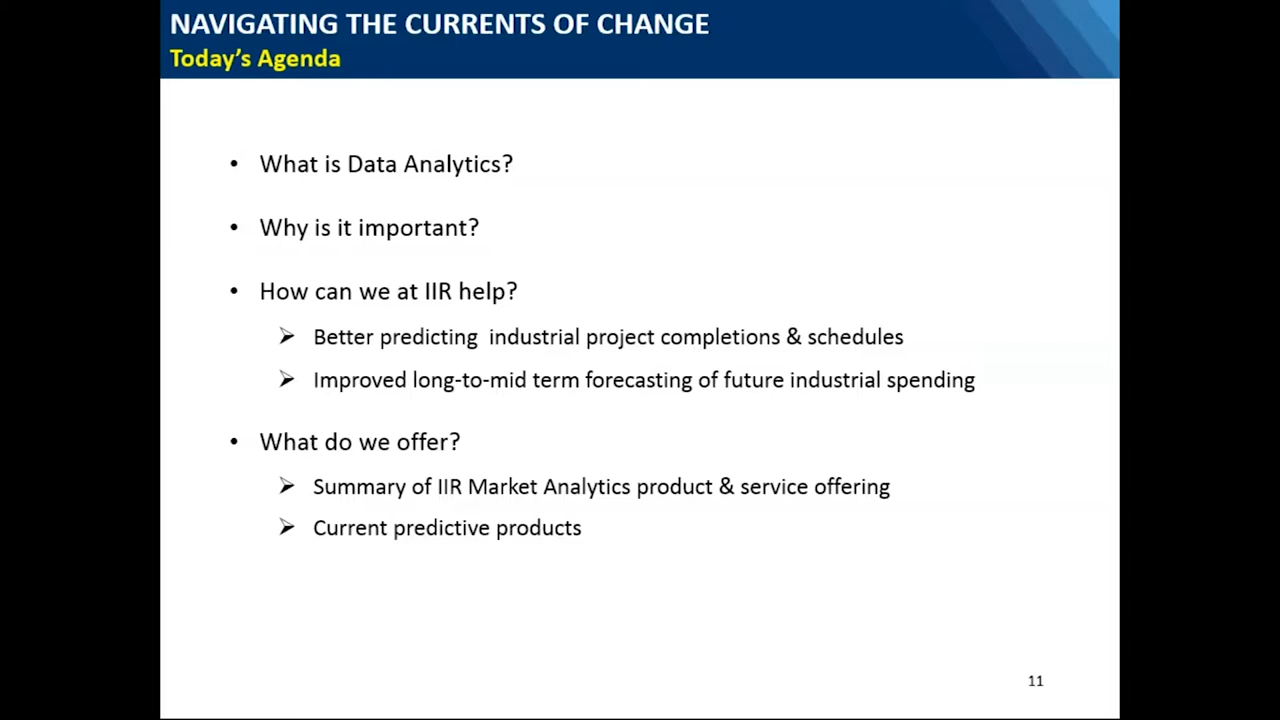 NAVIGATING THE CURRENTS OF CHANGE
Today's Agenda
• What is Data Analytics?
• Why is it important?
• How can we at IIR help?
➢ Better predicting  industrial project completions & schedules
➢ Improved long-to-mid term forecasting of future industrial spending
• What do we offer?
➢ Summary of IIR Market Analytics product & service offering
➢ Current predictive products
11